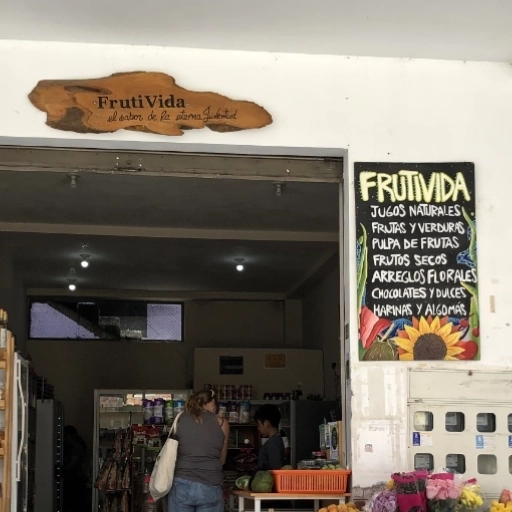 FrutiVida
el sabor de la eterna Juventud
FRUTIVIDA
JUGOS NATURALES
FRUTAS Y VERDURAS
PULPA DE FRUTAS
FRUTOS SECOS
ARREGLOS FLORALES
CHOCOLATES Y DULCES
HARINAS Y ALGOMÁS